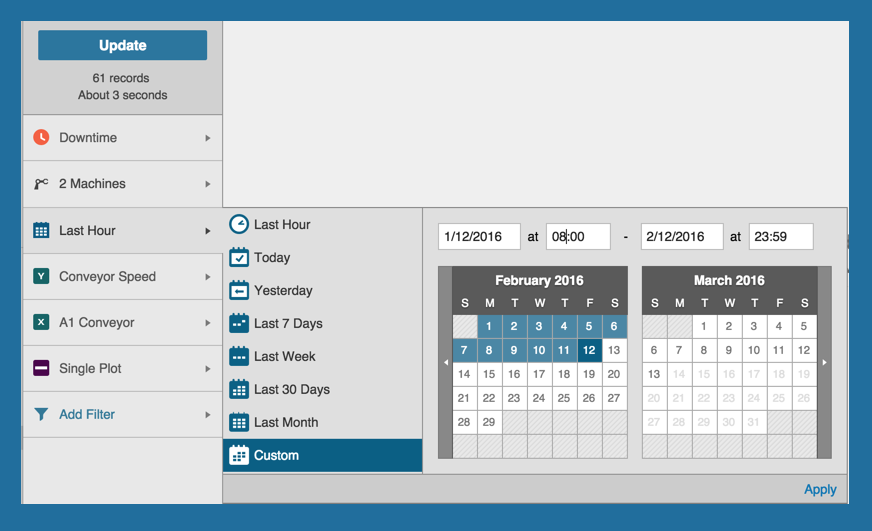 Update
61 records
About 3 seconds
Downtime
2 Machines
Last Hour
Y Conveyor Speed
X A1 Conveyor
Single Plot
Add Filter
Last Hour
Today
Yesterday
Last 7 Days
Last Week
Last 30 Days
Last Month
Custom
1/12/2016 at 08:00 - 2/12/2016 at 23:59
February 2016
S M T W T F S
1 2 3 4 5 6
7 8 9 10 11 12 13
14 15 16 17 18 19 20
21 22 23 24 25 26 27
28 29
March 2016
S M T W T F S
1 2 3 4 5
6 7 8 9 10 11 12
13 14 15 16 17 18 19
20 21 22 23 24 25 26
27 28 29 30 31
Apply